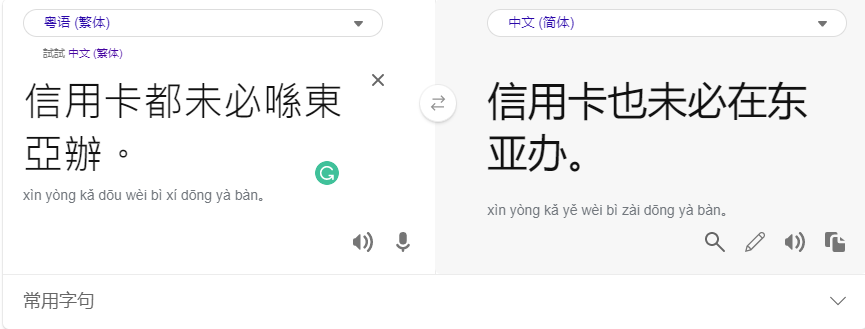 粤语 (繁体)
中文 (简体)
試試 中文 (繁体)
信用卡都未必喺東
亞辦。
xìn yòng kǎ dōu wèi bì xí dōng yà bàn。
信用卡也未必在东
亚办。
xìn yòng kǎ yě wèi bì zài dōng yà bàn。
常用字句